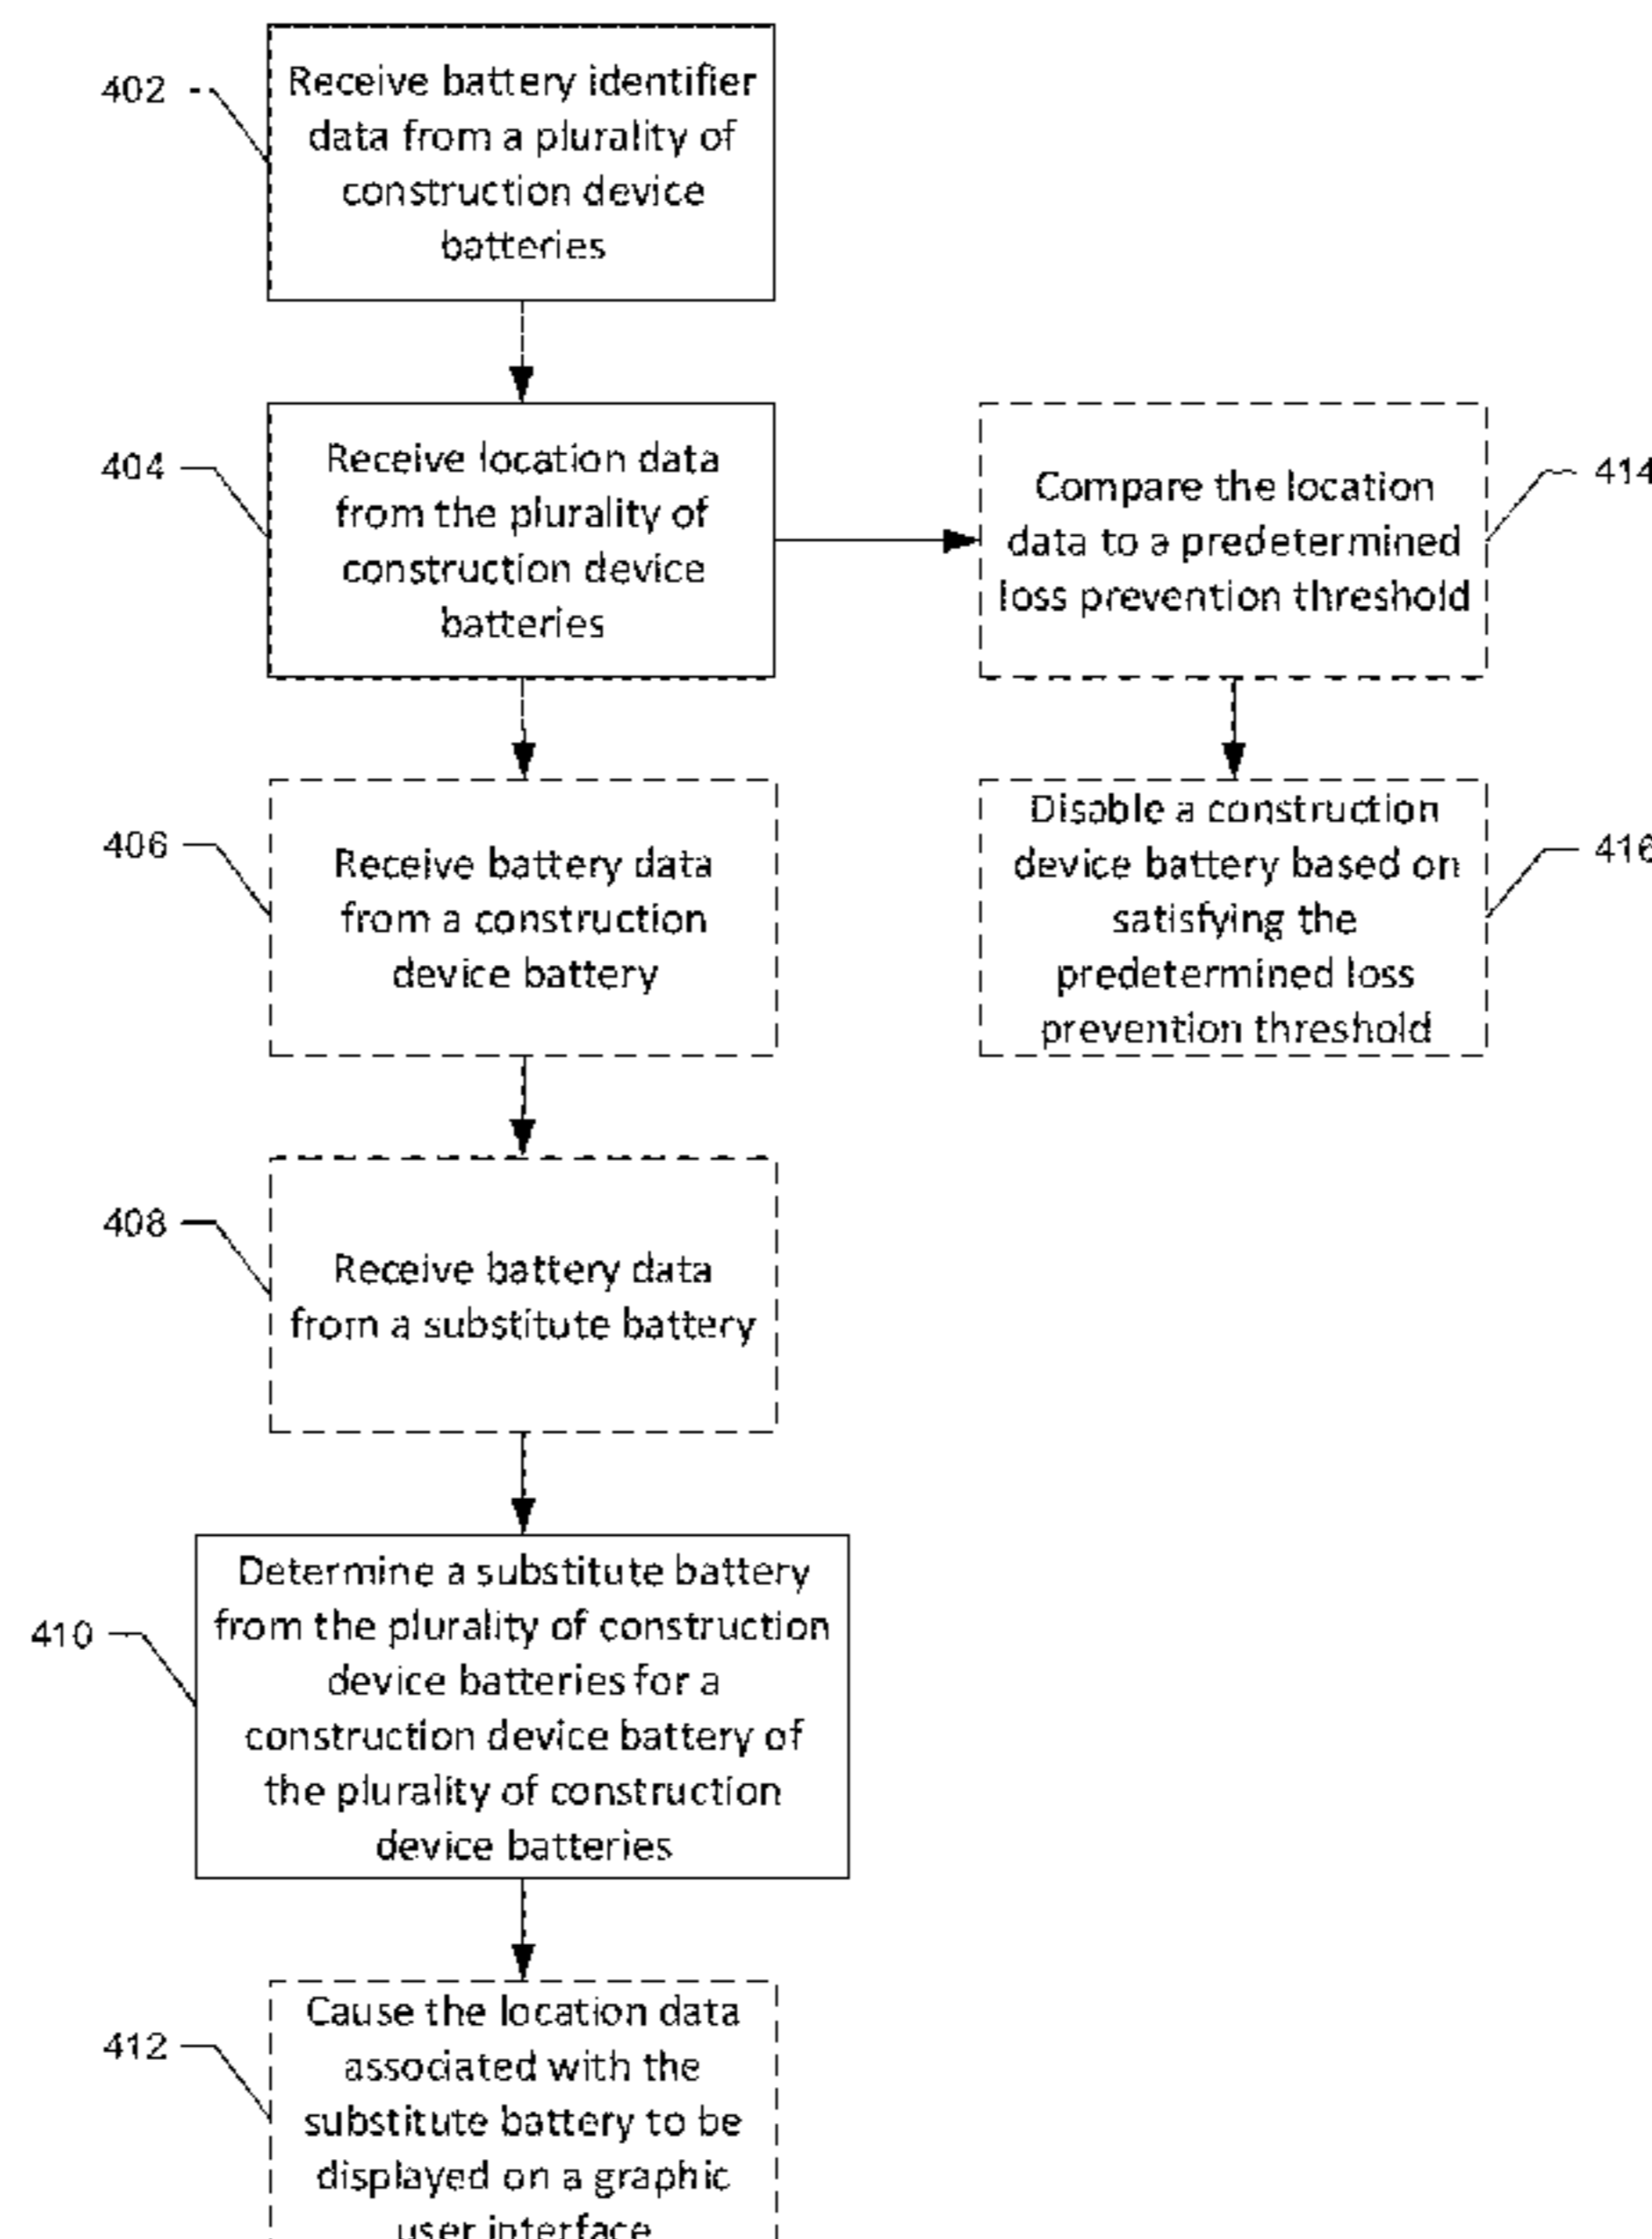 402
Receive battery identifier
data from a plurality of
construction device
batteries
404
Receive location data
from the plurality of
construction device
batteries
Compare the location
data to a predetermined
loss prevention threshold
414
406
Receive battery data
from a construction
device battery
Disable a construction
device battery based on
satisfying the
predetermined loss
prevention threshold
416
408
Receive battery data
from a substitute battery
410
Determine a substitute battery
from the plurality of construction
device batteries for a
construction device battery of
the plurality of construction
device batteries
412
Cause the location data
associated with the
substitute battery to be
displayed on a graphic
user interface